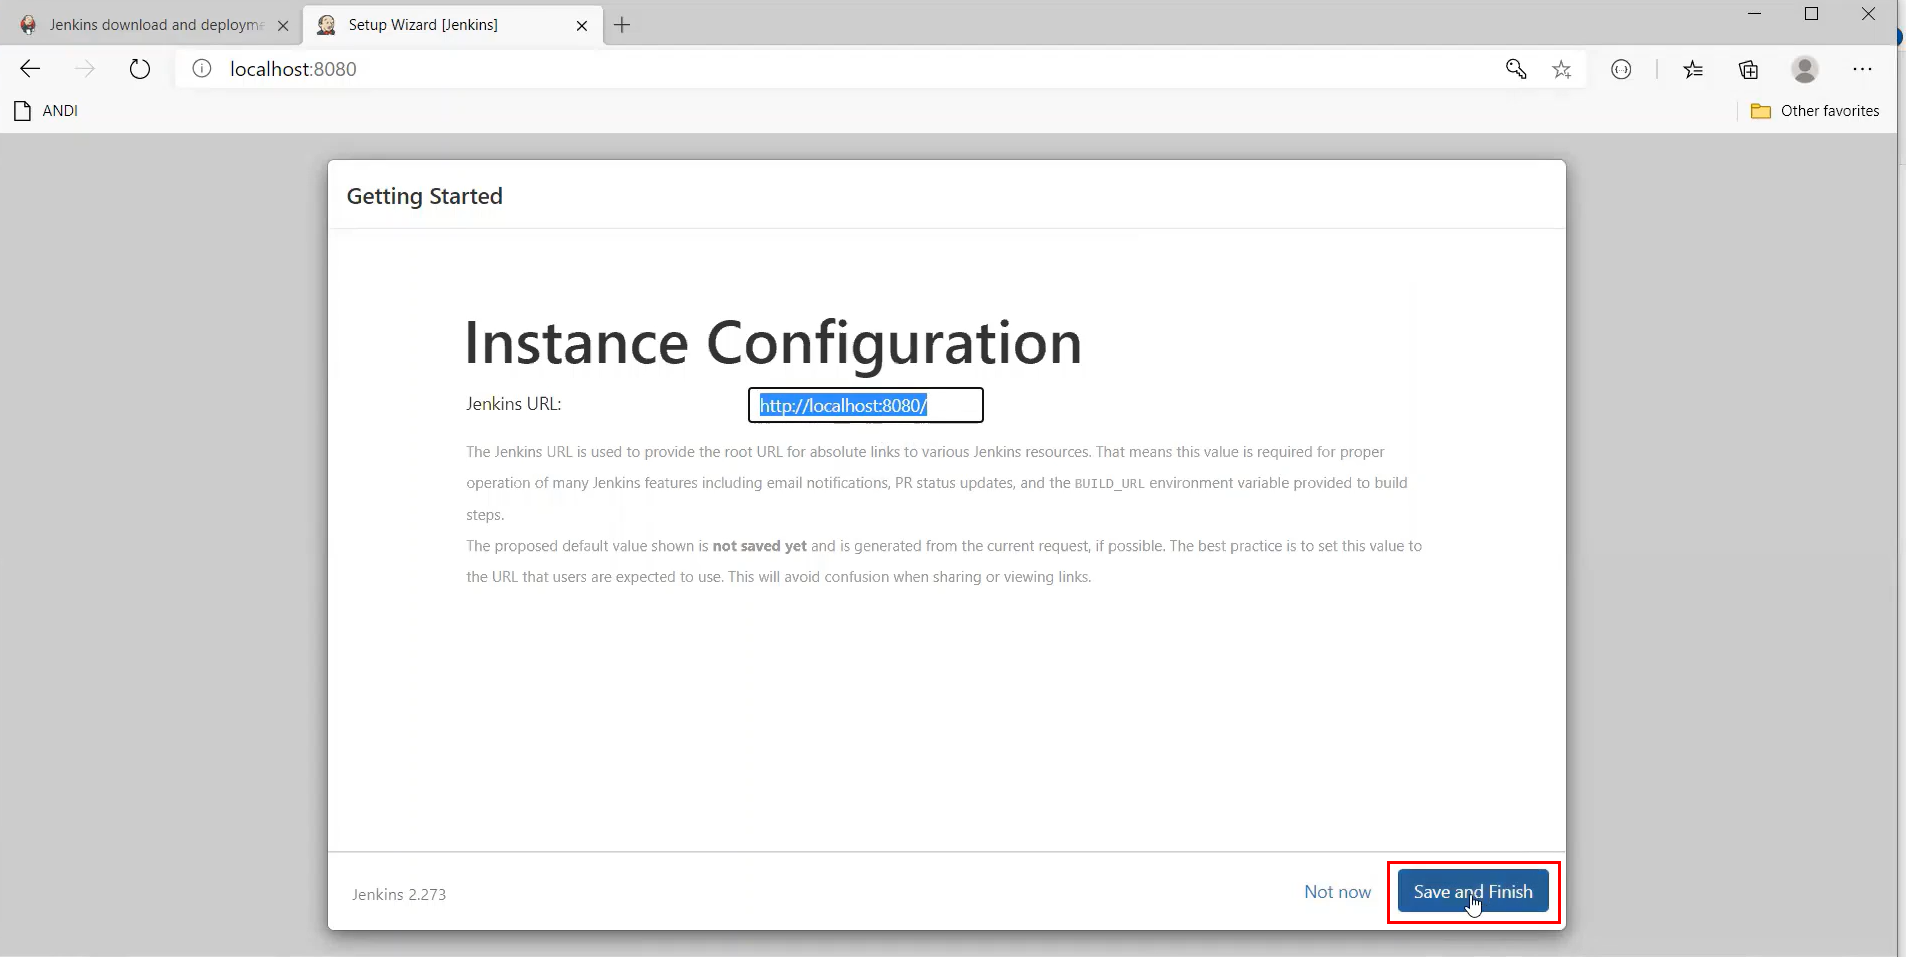 Jenkins download and deployme
Setup Wizard [Jenkins]
localhost:8080
ANDI
Other favorites
Getting Started
Instance Configuration
Jenkins URL:
http://localhost:8080/
The Jenkins URL is used to provide the root URL for absolute links to various Jenkins resources. That means this value is required for proper
operation of many Jenkins features including email notifications, PR status updates, and the BUILD_URL environment variable provided to build
steps.
The proposed default value shown is not saved yet and is generated from the current request, if possible. The best practice is to set this value to
the URL that users are expected to use. This will avoid confusion when sharing or viewing links.
Jenkins 2.273
Not now
Save and Finish